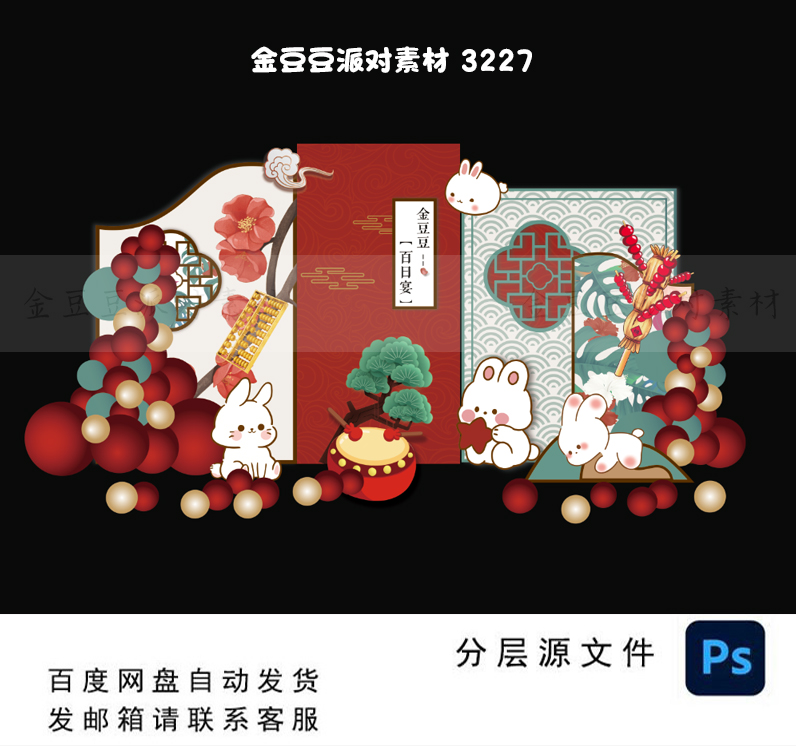 金豆豆派对素材 3227
金豆豆
【百日宴】
金豆豆派对素材
分层源文件
Ps
百度网盘自动发货
发邮箱请联系客服